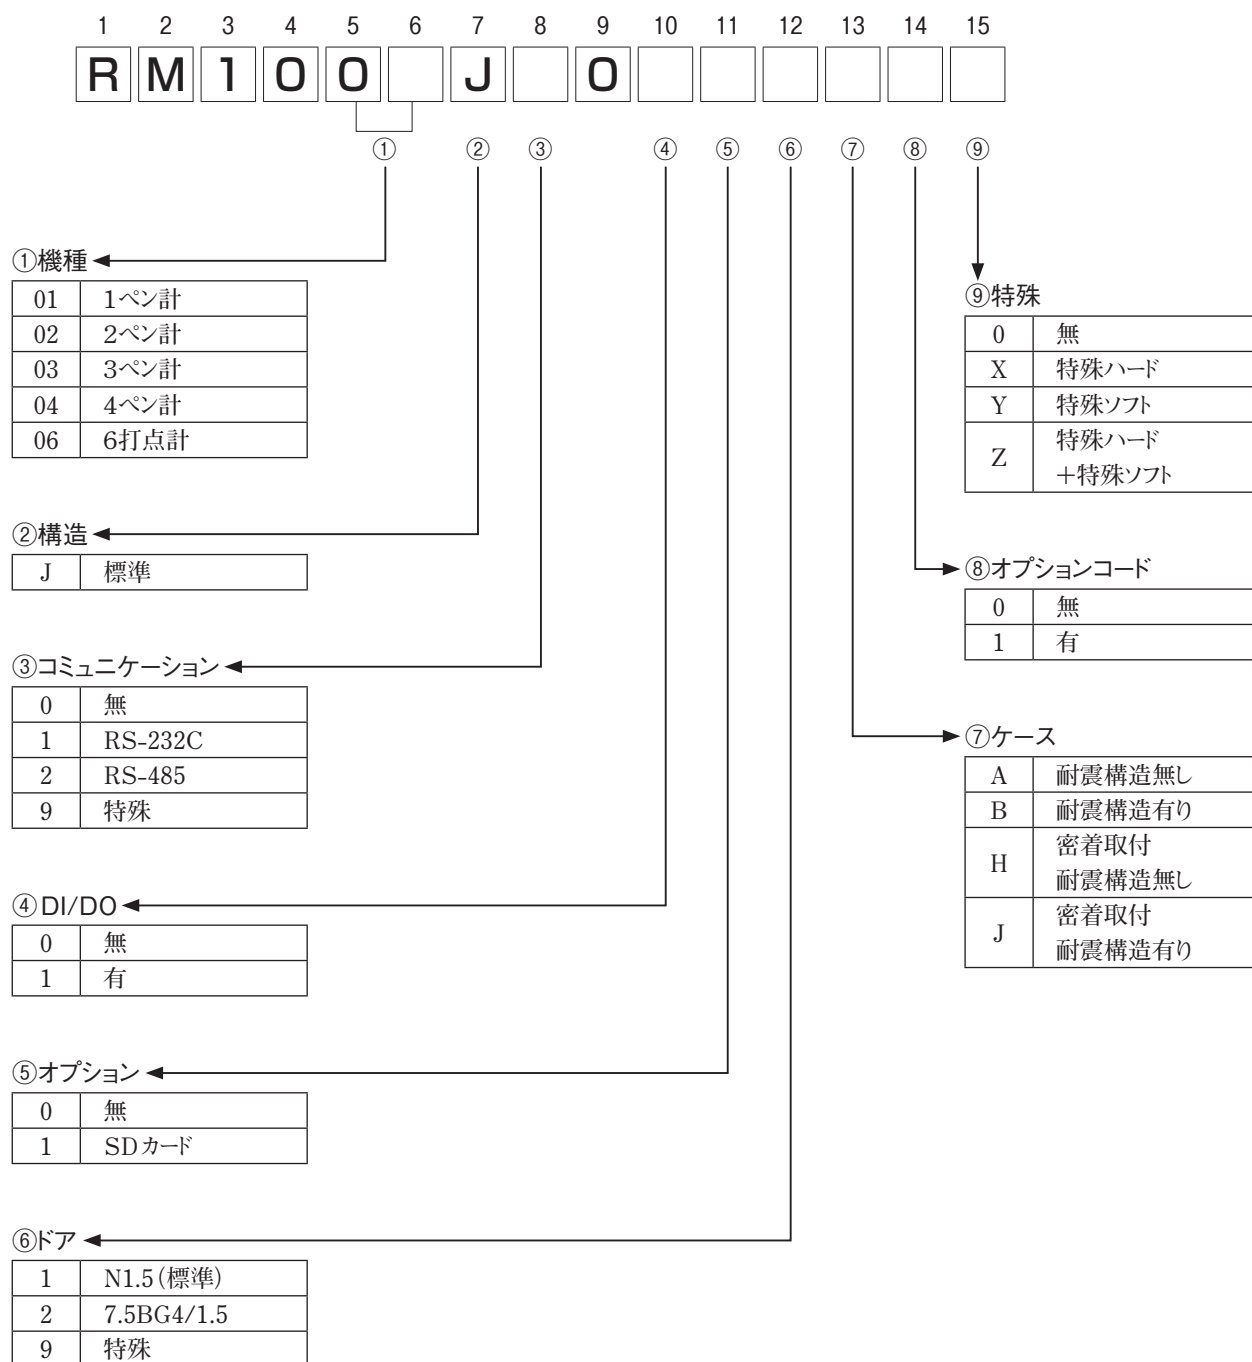 1 2 3 4 5 6 7 8 9 10 11 12 13 14 15
R M 1 0 0 J 0
① ② ③ ④ ⑤ ⑥ ⑦ ⑧ ⑨
①機種
01 1ペン計
02 2ペン計
03 3ペン計
04 4ペン計
06 6打点計
②構造
J 標準
③コミュニケーション
0 無
1 RS-232C
2 RS-485
9 特殊
④DI/DO
0 無
1 有
⑤オプション
0 無
1 SDカード
⑥ドア
1 N1.5(標準)
2 7.5BG4/1.5
9 特殊
⑨特殊
0 無
X 特殊ハード
Y 特殊ソフト
Z 特殊ハード
+特殊ソフト
⑧オプションコード
0 無
1 有
⑦ケース
A 耐震構造無し
B 耐震構造有り
H 密着取付
耐震構造無し
J 密着取付
耐震構造有り